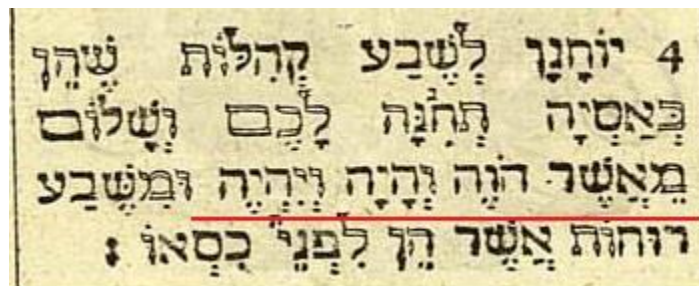 4 יוֹחָנָן לְשֶׁבַע קְהִלּוֹת שֶׁהֵן
בְּאַסְיָה תְּחִנָּה לָכֶם וְשָׁלוֹם
מֵאֲשֶׁר הֹוֶה וְהָיָה וְיִהְיֶה וּמִשֶּׁבַע
רוּחוֹת אֲשֶׁר הֵן לִפְנֵי כִסְאוֹ :